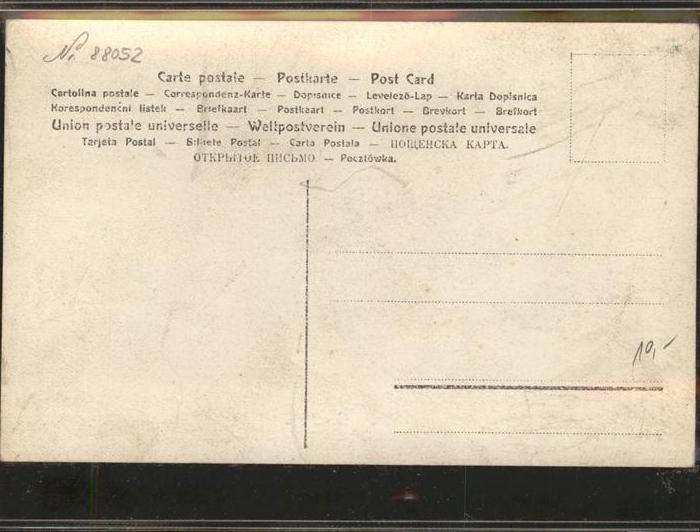 Nr 88052
Carte postale — Postkarte — Post Card
Cartolina postale — Correspondenz-Karte — Dopisnice — Levelező-Lap — Karta Dopisnica
Korespondenční lístek — Briefkaart — Postkaart — Postkort — Brevkort — Brefkort
Union postale universelle — Weltpostverein — Unione postale universale
Tarjeta Postal — Bilhete Postal — Carta Postala — ПОЩЕНСКА КАРТА.
ОТКРЫТОЕ ПИСЬМО. — Pocztówka.
10,-